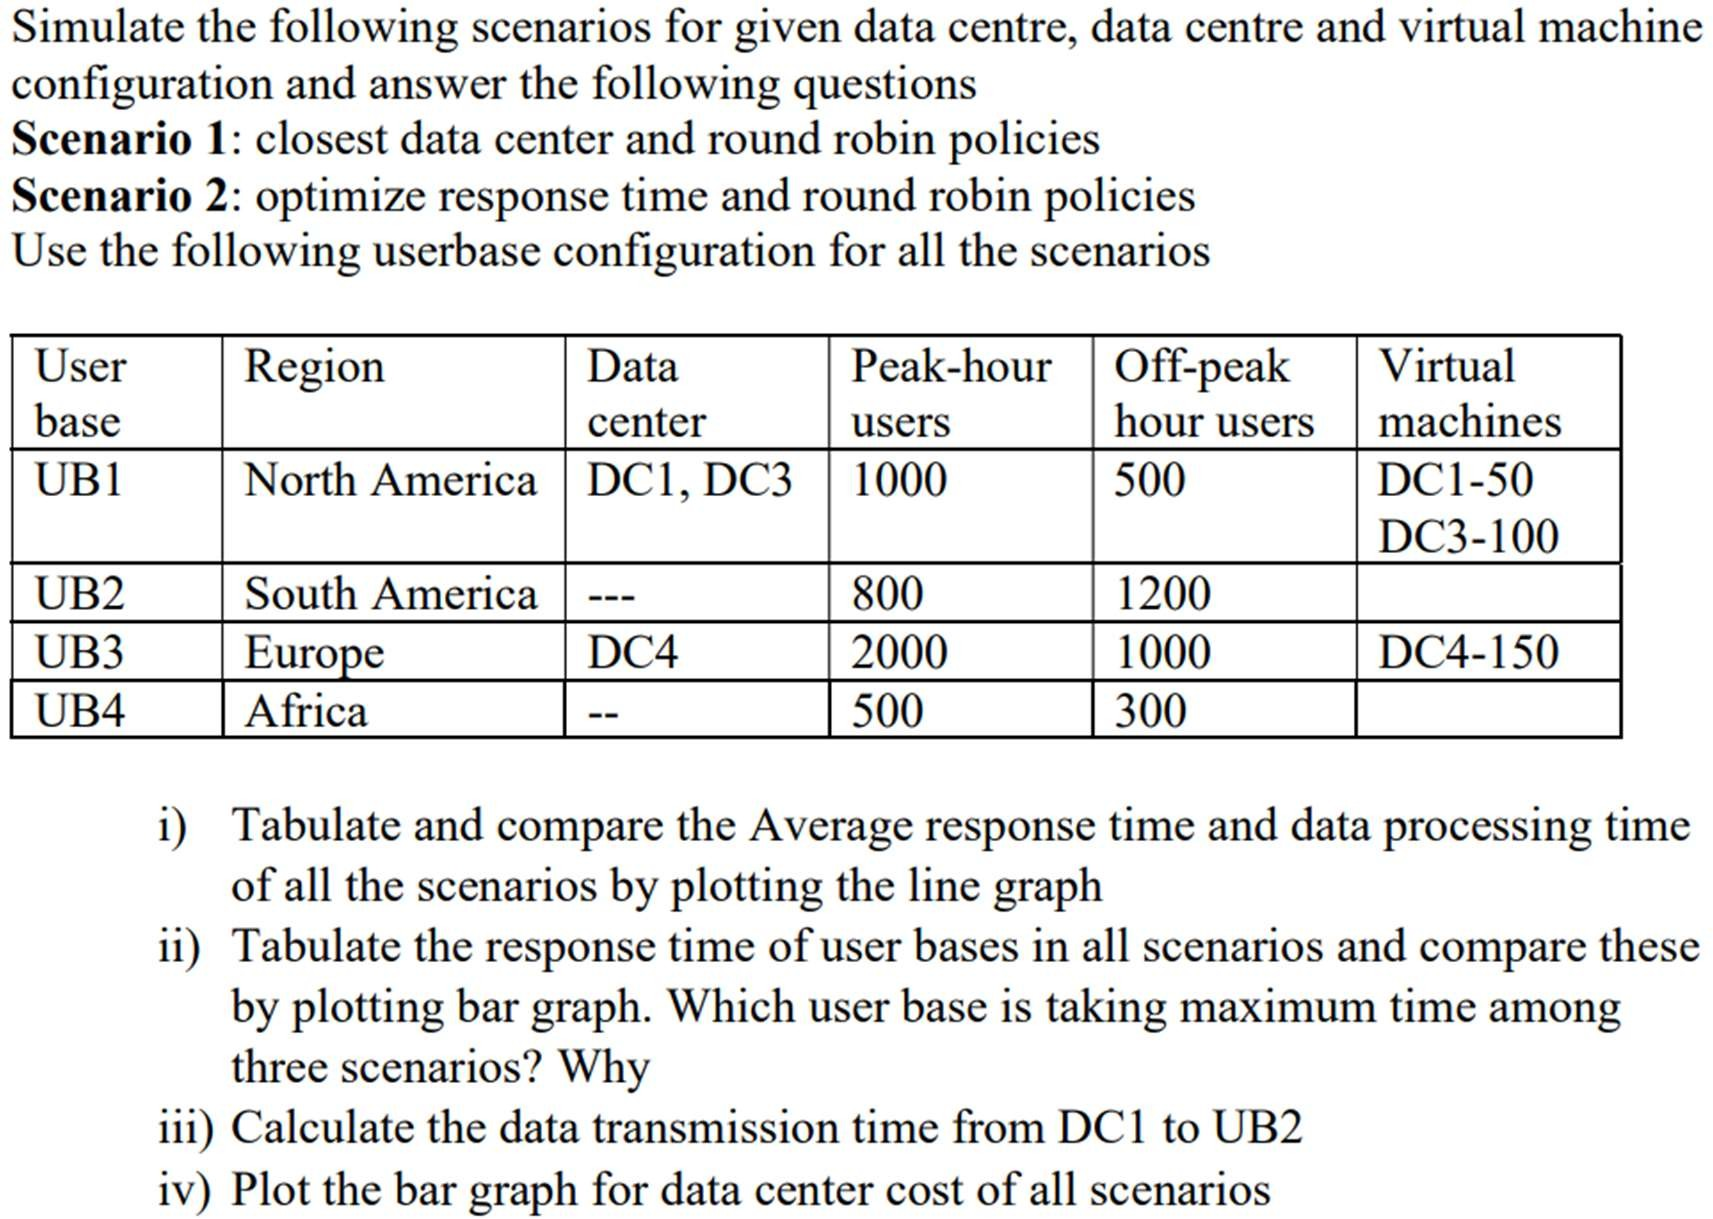 Simulate the following scenarios for given data centre, data centre and virtual machine
configuration and answer the following questions
Scenario 1: closest data center and round robin policies
Scenario 2: optimize response time and round robin policies
Use the following userbase configuration for all the scenarios
User base | Region | Data center | Peak-hour users | Off-peak hour users | Virtual machines
UB1 | North America | DC1, DC3 | 1000 | 500 | DC1-50 DC3-100
UB2 | South America | --- | 800 | 1200
UB3 | Europe | DC4 | 2000 | 1000 | DC4-150
UB4 | Africa | -- | 500 | 300
i) Tabulate and compare the Average response time and data processing time
of all the scenarios by plotting the line graph
ii) Tabulate the response time of user bases in all scenarios and compare these
by plotting bar graph. Which user base is taking maximum time among
three scenarios? Why
iii) Calculate the data transmission time from DC1 to UB2
iv) Plot the bar graph for data center cost of all scenarios